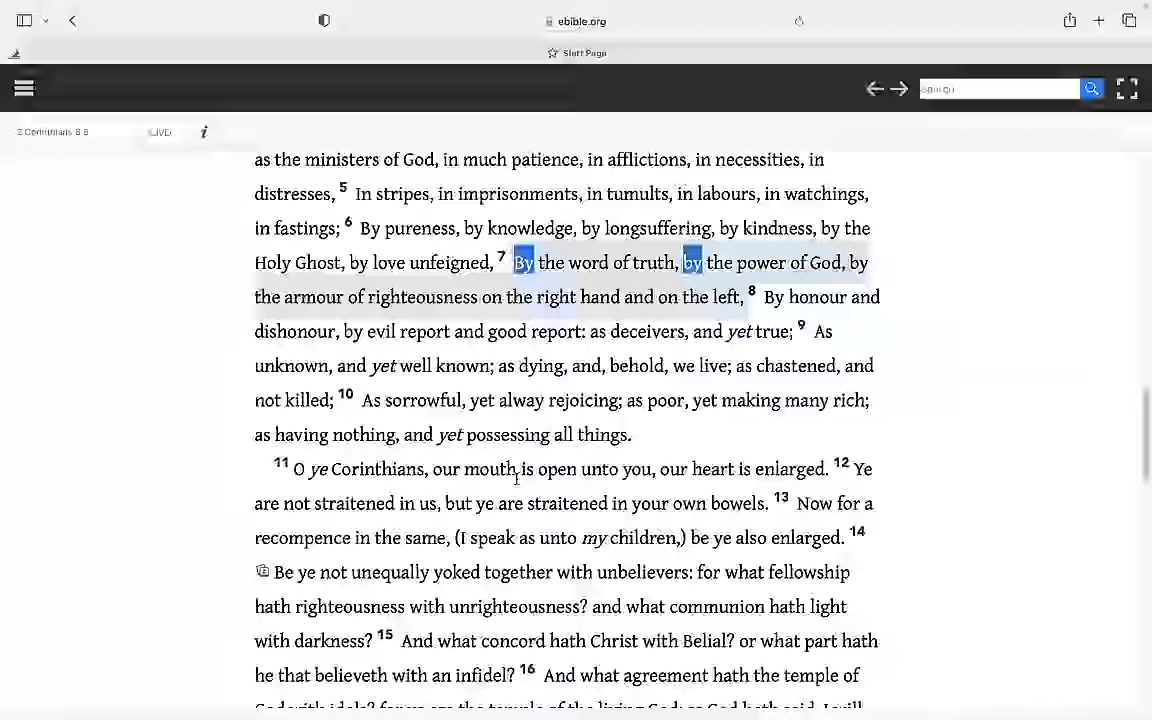 ebible.org
Start Page
2 Corinthians 6:6
as the ministers of God, in much patience, in afflictions, in necessities, in
distresses, 5 In stripes, in imprisonments, in tumults, in labours, in watchings,
in fastings; 6 By pureness, by knowledge, by longsuffering, by kindness, by the
Holy Ghost, by love unfeigned, 7 By the word of truth, by the power of God, by
the armour of righteousness on the right hand and on the left, 8 By honour and
dishonour, by evil report and good report: as deceivers, and yet true; 9 As
unknown, and yet well known; as dying, and, behold, we live; as chastened, and
not killed; 10 As sorrowful, yet alway rejoicing; as poor, yet making many rich;
as having nothing, and yet possessing all things.
11 O ye Corinthians, our mouth is open unto you, our heart is enlarged. 12 Ye
are not straitened in us, but ye are straitened in your own bowels. 13 Now for a
recompence in the same, (I speak as unto my children,) be ye also enlarged. 14
Be ye not unequally yoked together with unbelievers: for what fellowship
hath righteousness with unrighteousness? and what communion hath light
with darkness? 15 And what concord hath Christ with Belial? or what part hath
he that believeth with an infidel? 16 And what agreement hath the temple of